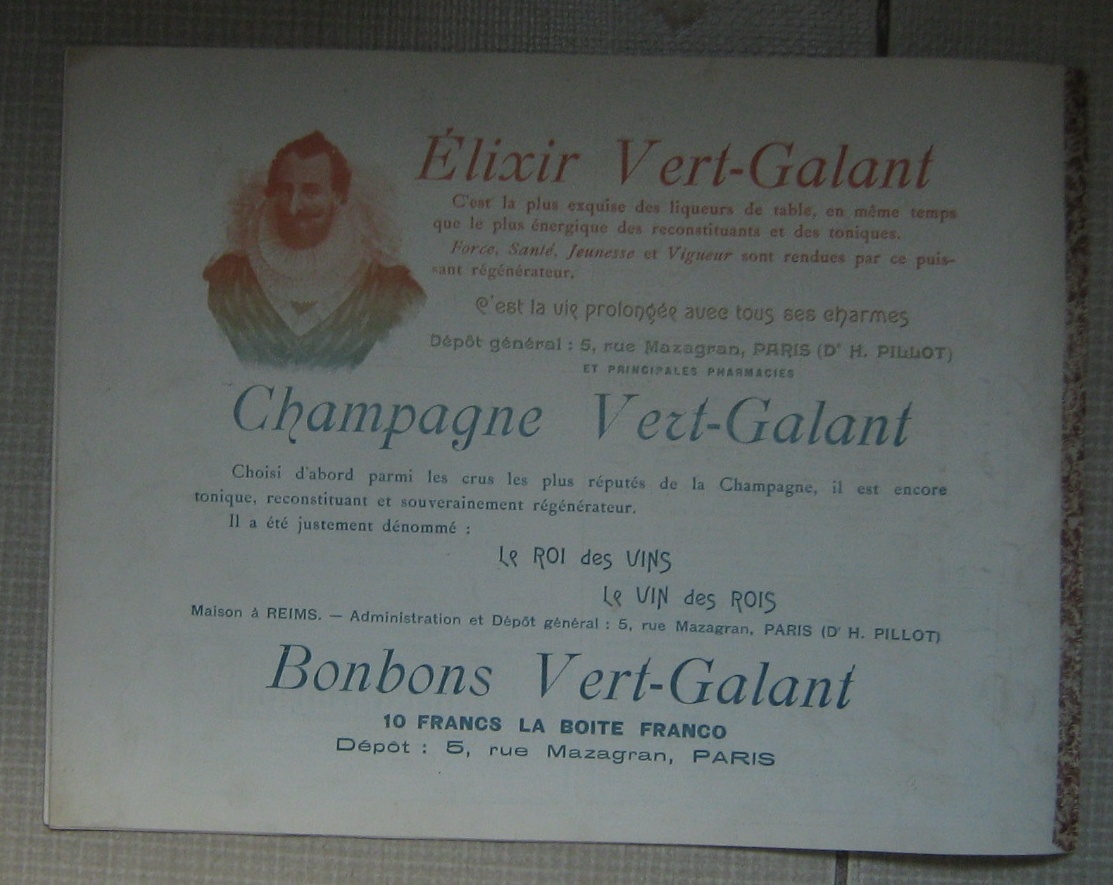 Élixir Vert-Galant
C'est la plus exquise des liqueurs de table, en même temps
que le plus énergique des reconstituants et des toniques.
Force, Santé, Jeunesse et Vigueur sont rendues par ce puis-
sant régénérateur.
C'est la vie prolongée avec tous ses charmes
Dépôt général : 5, rue Mazagran, PARIS (Dr H. PILLOT)
ET PRINCIPALES PHARMACIES
Champagne Vert-Galant
Choisi d'abord parmi les crus les plus réputés de la Champagne, il est encore
tonique, reconstituant et souverainement régénérateur.
Il a été justement dénommé :
Le ROI des VINS
Le VIN des ROIS
Maison à REIMS. — Administration et Dépôt général : 5, rue Mazagran, PARIS (Dr H. PILLOT)
Bonbons Vert-Galant
10 FRANCS LA BOITE FRANCO
Dépôt : 5, rue Mazagran, PARIS